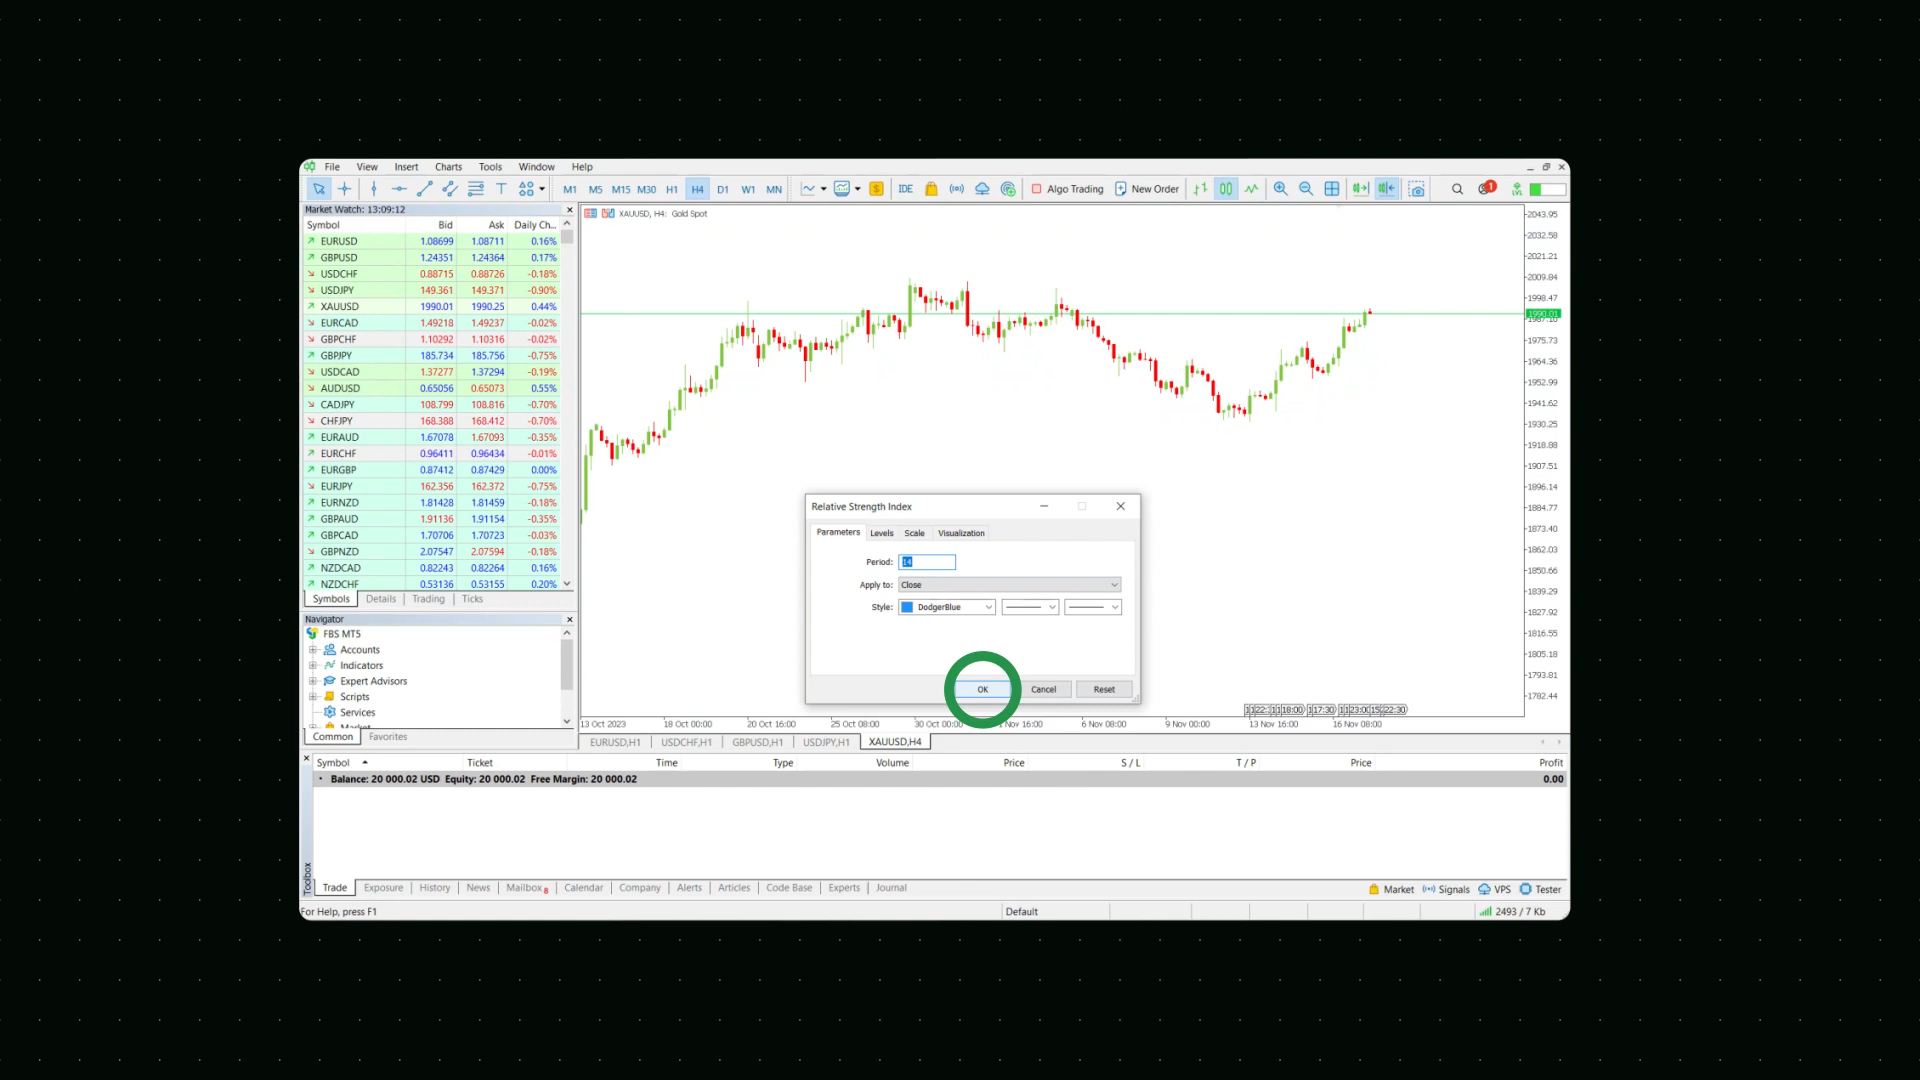 File View Insert Charts Tools Window Help
M1 M5 M15 M30 H1 H4 D1 W1 MN IDE Algo Trading New Order 1 LVL
Market Watch: 13:09:12
Symbol Bid Ask Daily Ch...
EURUSD 1.08699 1.08711 0.16%
GBPUSD 1.24351 1.24364 0.17%
USDCHF 0.88715 0.88726 -0.18%
USDJPY 149.361 149.371 -0.90%
XAUUSD 1990.01 1990.25 0.44%
EURCAD 1.49218 1.49237 -0.02%
GBPCHF 1.10292 1.10316 -0.02%
GBPJPY 185.734 185.756 -0.75%
USDCAD 1.37277 1.37294 -0.19%
AUDUSD 0.65056 0.65073 0.55%
CADJPY 108.799 108.816 -0.70%
CHFJPY 168.388 168.412 -0.70%
EURAUD 1.67078 1.67093 -0.35%
EURCHF 0.96411 0.96434 -0.01%
EURGBP 0.87412 0.87429 0.00%
EURJPY 162.356 162.372 -0.75%
EURNZD 1.81428 1.81459 -0.18%
GBPAUD 1.91136 1.91154 -0.35%
GBPCAD 1.70706 1.70723 -0.03%
GBPNZD 2.07547 2.07594 -0.18%
NZDCAD 0.82243 0.82264 0.16%
NZDCHF 0.53136 0.53155 0.20%
Symbols Details Trading Ticks
Navigator
FBS MT5
Accounts
Indicators
Expert Advisors
Scripts
Services
Market
Common Favorites
XAUUSD, H4: Gold Spot
2043.95
2032.58
2021.21
2009.84
1998.47
1990.01
1987.10
1975.73
1964.36
1952.99
1941.62
1930.25
1918.88
1907.51
1896.14
1884.77
1873.40
1862.03
1850.66
1839.29
1827.92
1816.55
1805.18
1793.81
1782.44
Relative Strength Index
Parameters Levels Scale Visualization
Period: 14
Apply to: Close
Style: DodgerBlue
OK Cancel Reset
18:00 17:30 22:30
13 Oct 2023 18 Oct 00:00 20 Oct 16:00 25 Oct 08:00 30 Oct 00:00 Nov 16:00 6 Nov 08:00 9 Nov 00:00 13 Nov 16:00 16 Nov 08:00
EURUSD,H1 USDCHF,H1 GBPUSD,H1 USDJPY,H1 XAUUSD,H4
Symbol Ticket Time Type Volume Price S / L T / P Price Profit
Balance: 20 000.02 USD Equity: 20 000.02 Free Margin: 20 000.02 0.00
Toolbox
Trade Exposure History News Mailbox 8 Calendar Company Alerts Articles Code Base Experts Journal Market Signals VPS Tester
For Help, press F1 Default 2493 / 7 Kb